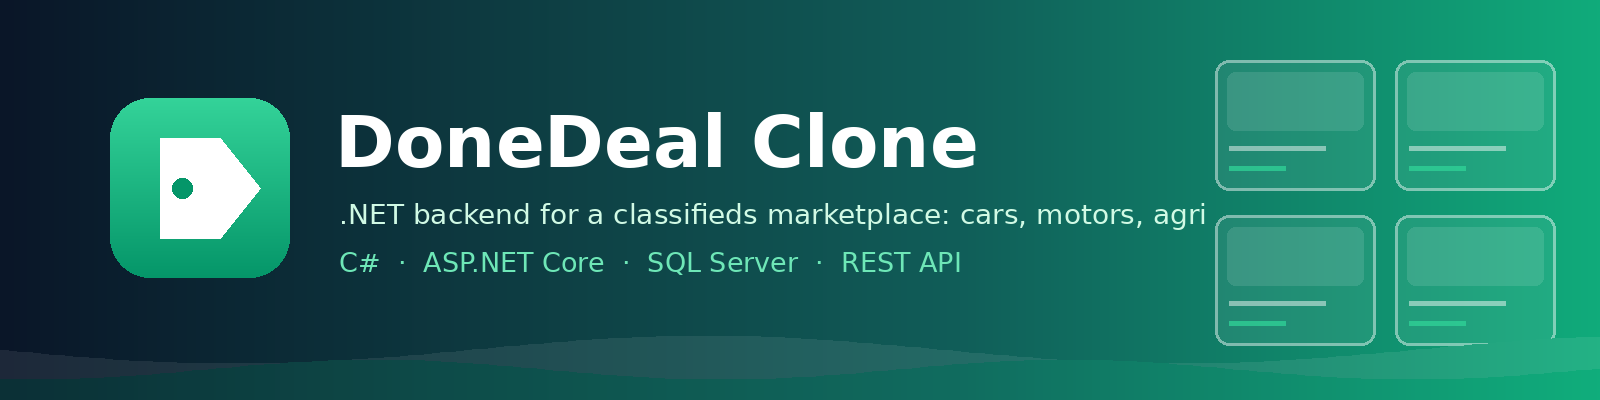 DoneDeal Clone
.NET backend for a classifieds marketplace: cars, motors, agri
C# · ASP.NET Core · SQL Server · REST API